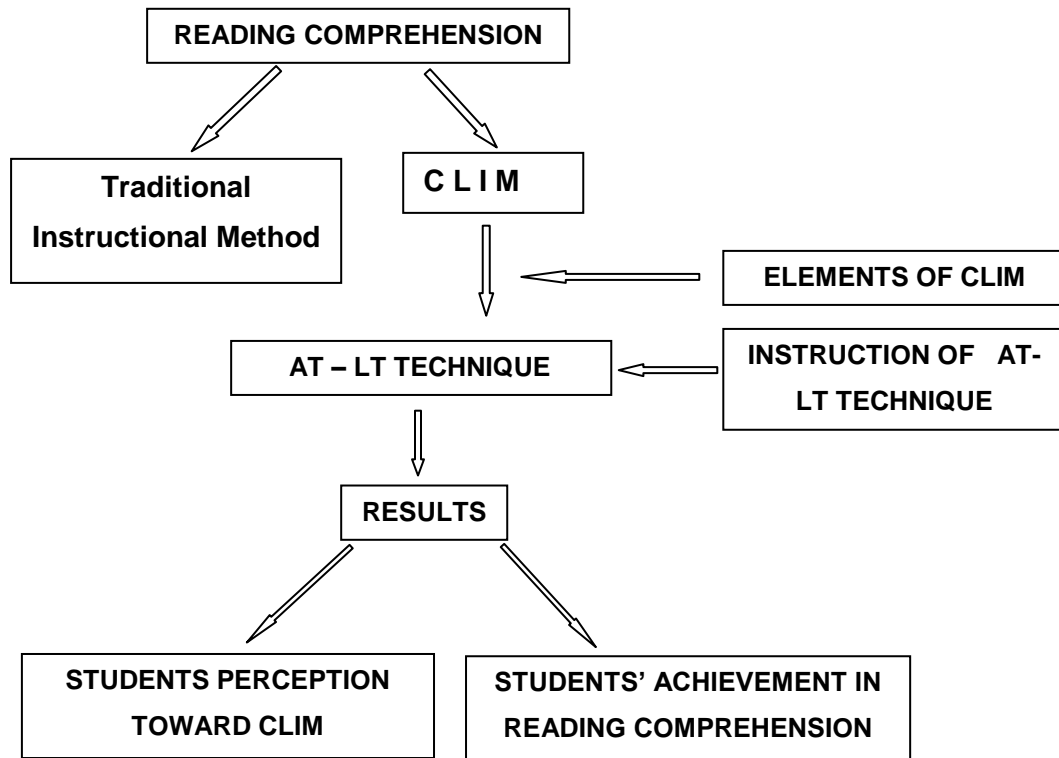 READING COMPREHENSION
Traditional
Instructional Method
C L I M
ELEMENTS OF CLIM
AT – LT TECHNIQUE
INSTRUCTION OF AT-
LT TECHNIQUE
RESULTS
STUDENTS PERCEPTION
TOWARD CLIM
STUDENTS’ ACHIEVEMENT IN
READING COMPREHENSION